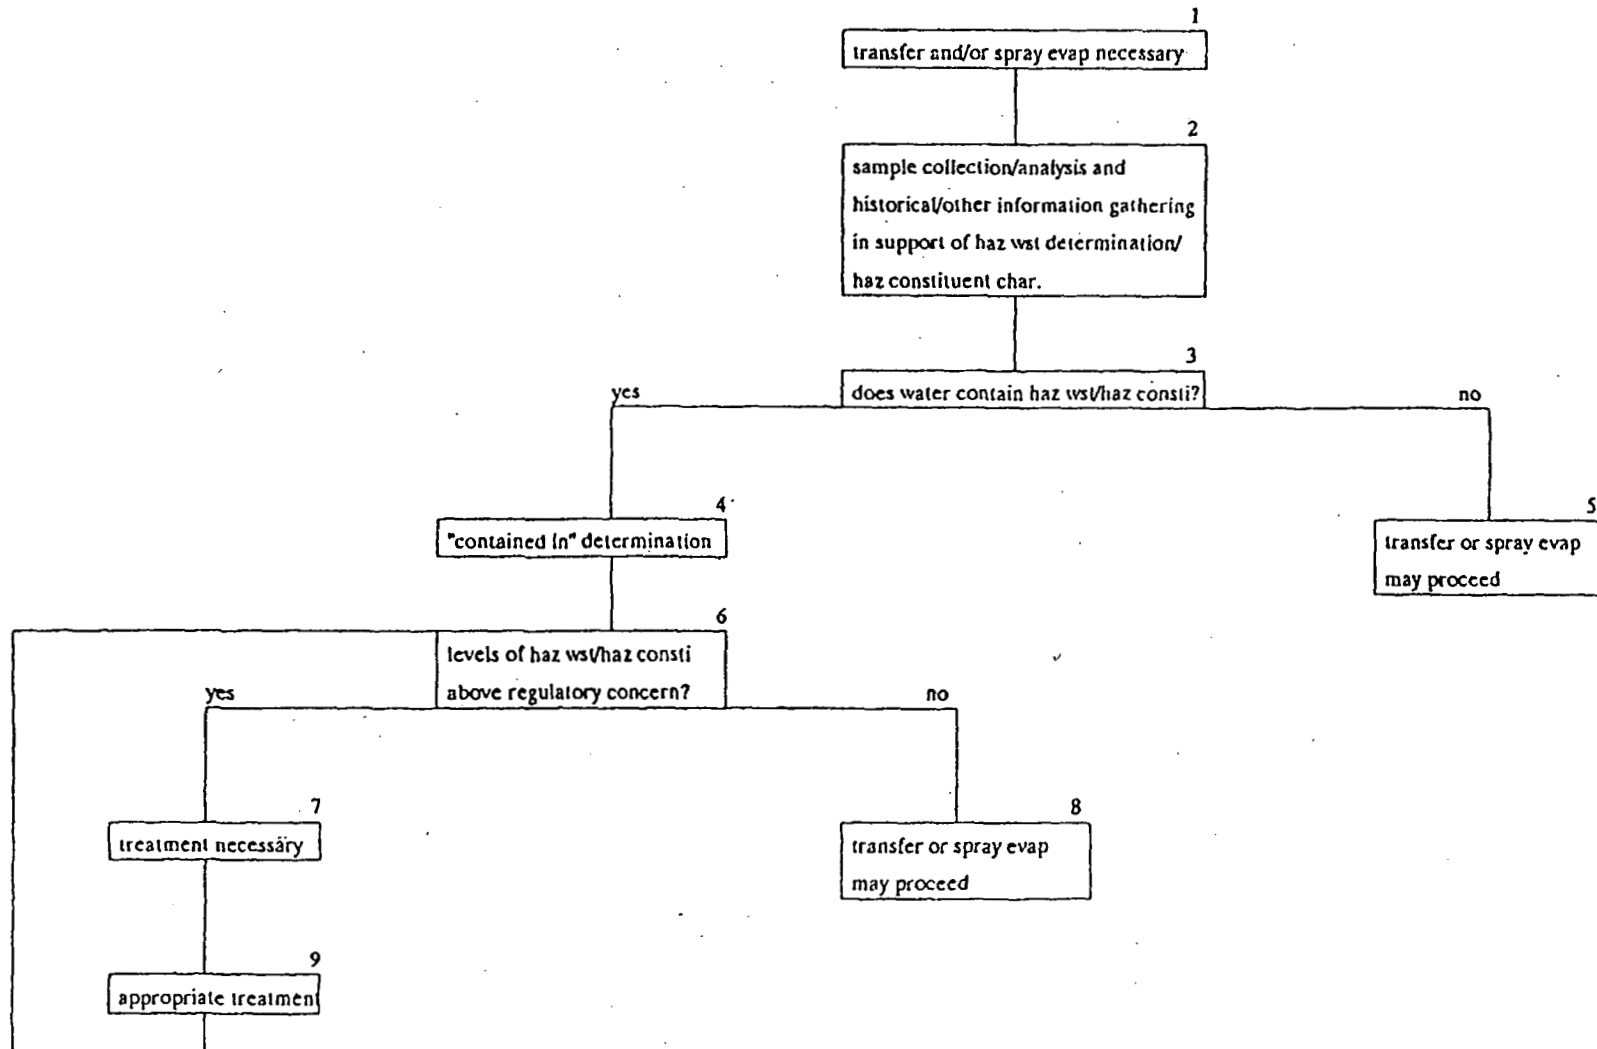 1
transfer and/or spray evap necessary
2
sample collection/analysis and
historical/other information gathering
in support of haz wst determination/
haz constituent char.
3
does water contain haz wst/haz consti?
yes
no
4
"contained in" determination
5
transfer or spray evap
may proceed
6
levels of haz wst/haz consti
above regulatory concern?
yes
no
7
treatment necessary
8
transfer or spray evap
may proceed
9
appropriate treatmen